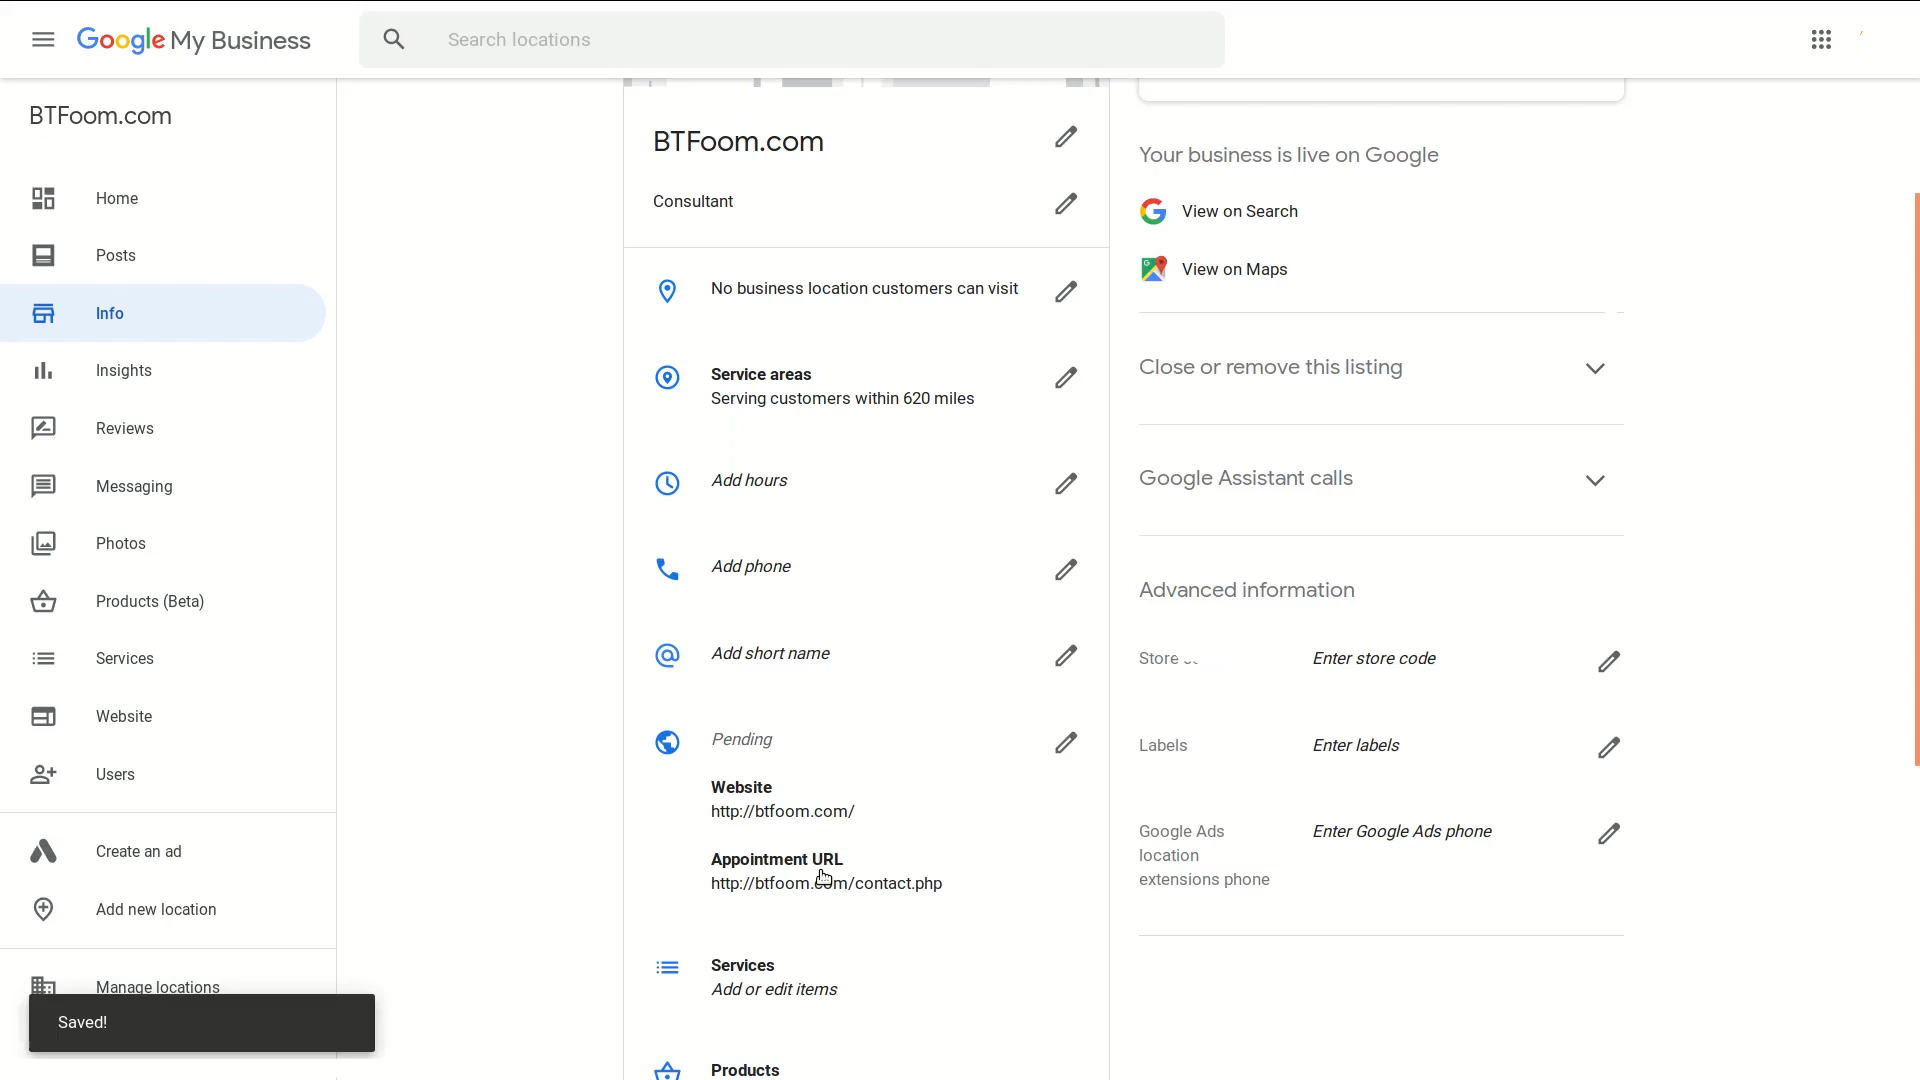 Google My Business
Search locations
BTFoom.com
Home
Posts
Info
Insights
Reviews
Messaging
Photos
Products (Beta)
Services
Website
Users
Create an ad
Add new location
Manage locations
Saved!
BTFoom.com
Consultant
No business location customers can visit
Service areas
Serving customers within 620 miles
Add hours
Add phone
Add short name
Pending
Website
http://btfoom.com/
Appointment URL
http://btfoom.com/contact.php
Services
Add or edit items
Products
Your business is live on Google
View on Search
View on Maps
Close or remove this listing
Google Assistant calls
Advanced information
Store
Enter store code
Labels
Enter labels
Google Ads
location
extensions phone
Enter Google Ads phone